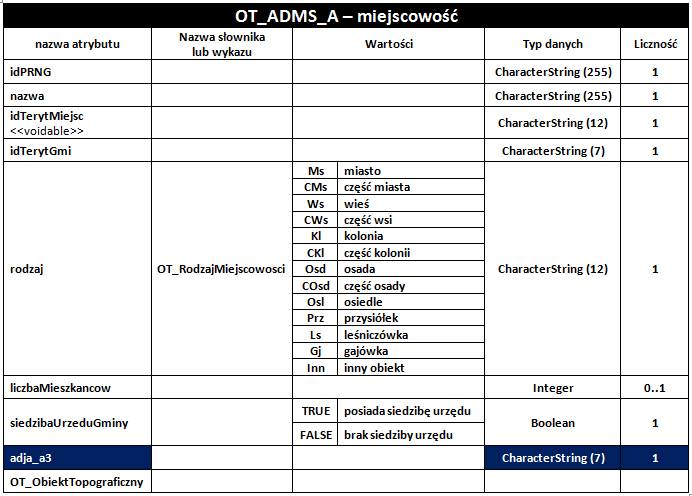 OT_ADMS_A – miejscowość
nazwa atrybutu Nazwa słownika lub wykazu Wartości Typ danych Liczność
idPRNG CharacterString (255) 1
nazwa CharacterString (255) 1
idTerytMiejsc <<voidable>> CharacterString (12) 1
idTerytGmi CharacterString (7) 1
rodzaj OT_RodzajMiejscowosci CharacterString (12) 1
Ms miasto
CMs część miasta
Ws wieś
CWs część wsi
Kl kolonia
CKl część kolonii
Osd osada
COsd część osady
Osl osiedle
Prz przysiółek
Ls leśniczówka
Gj gajówka
Inn inny obiekt
liczbaMieszkancow Integer 0..1
siedzibaUrzeduGminy Boolean 1
TRUE posiada siedzibę urzędu
FALSE brak siedziby urzędu
adja_a3 CharacterString (7) 1
OT_ObiektTopograficzny